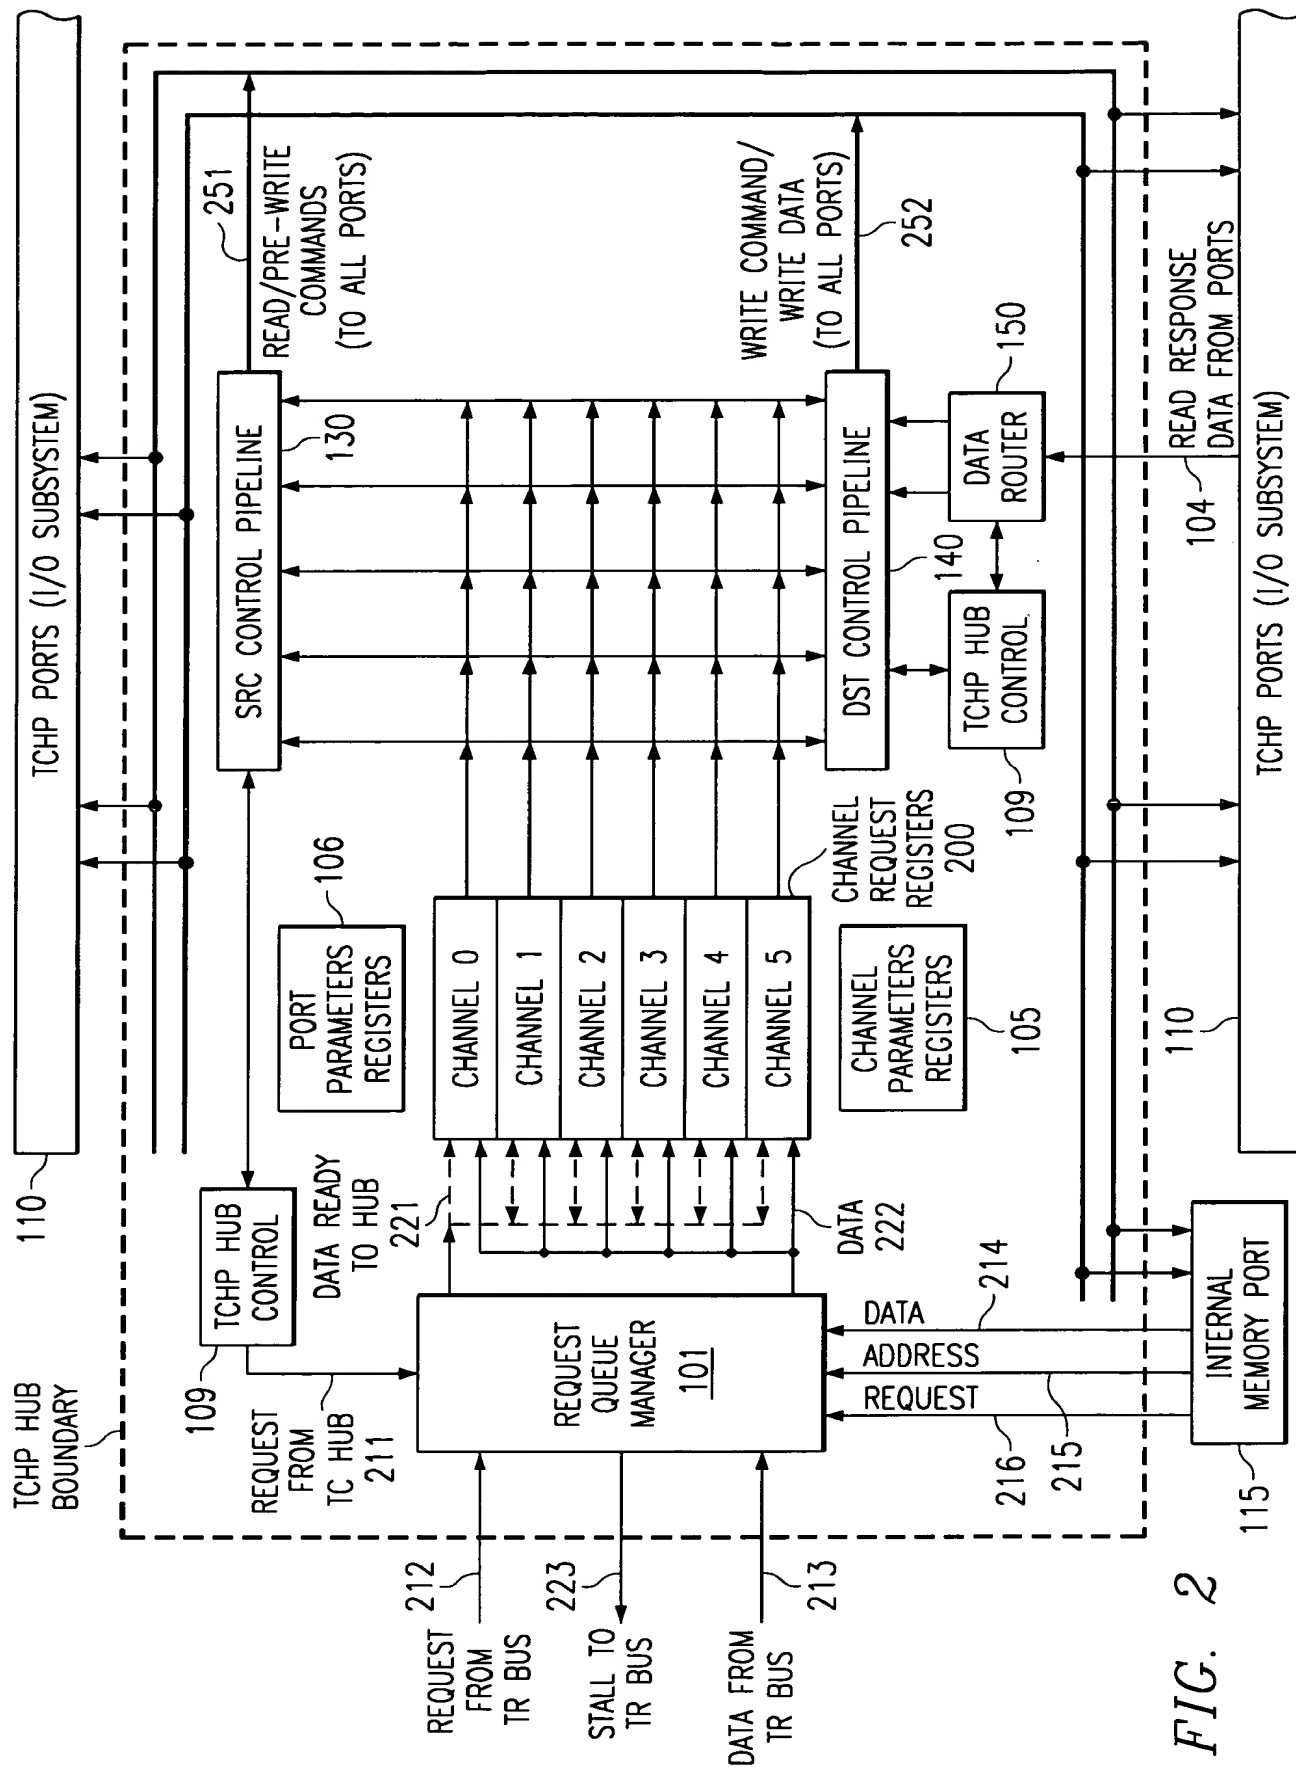 TCHP HUB
BOUNDARY
110
TCHP PORTS (I/O SUBSYSTEM)
109
TCHP HUB
CONTROL
REQUEST
FROM
TC HUB
211
SRC CONTROL PIPELINE
130
251
READ/PRE-WRITE
COMMANDS
(TO ALL PORTS)
PORT
PARAMETERS
REGISTERS
106
DATA READY
TO HUB
221
212
REQUEST
FROM
TR BUS
223
STALL TO
TR BUS
213
DATA FROM
TR BUS
REQUEST
QUEUE
MANAGER
101
CHANNEL 0
CHANNEL 1
CHANNEL 2
CHANNEL 3
CHANNEL 4
CHANNEL 5
DATA
222
CHANNEL
REQUEST
REGISTERS
200
CHANNEL
PARAMETERS
REGISTERS
105
DST CONTROL PIPELINE
140
WRITE COMMAND/
WRITE DATA
(TO ALL PORTS)
252
TCHP HUB
CONTROL
109
DATA
ROUTER
150
104
READ RESPONSE
DATA FROM PORTS
DATA
214
ADDRESS
215
REQUEST
216
INTERNAL
MEMORY PORT
115
110
TCHP PORTS (I/O SUBSYSTEM)
FIG. 2